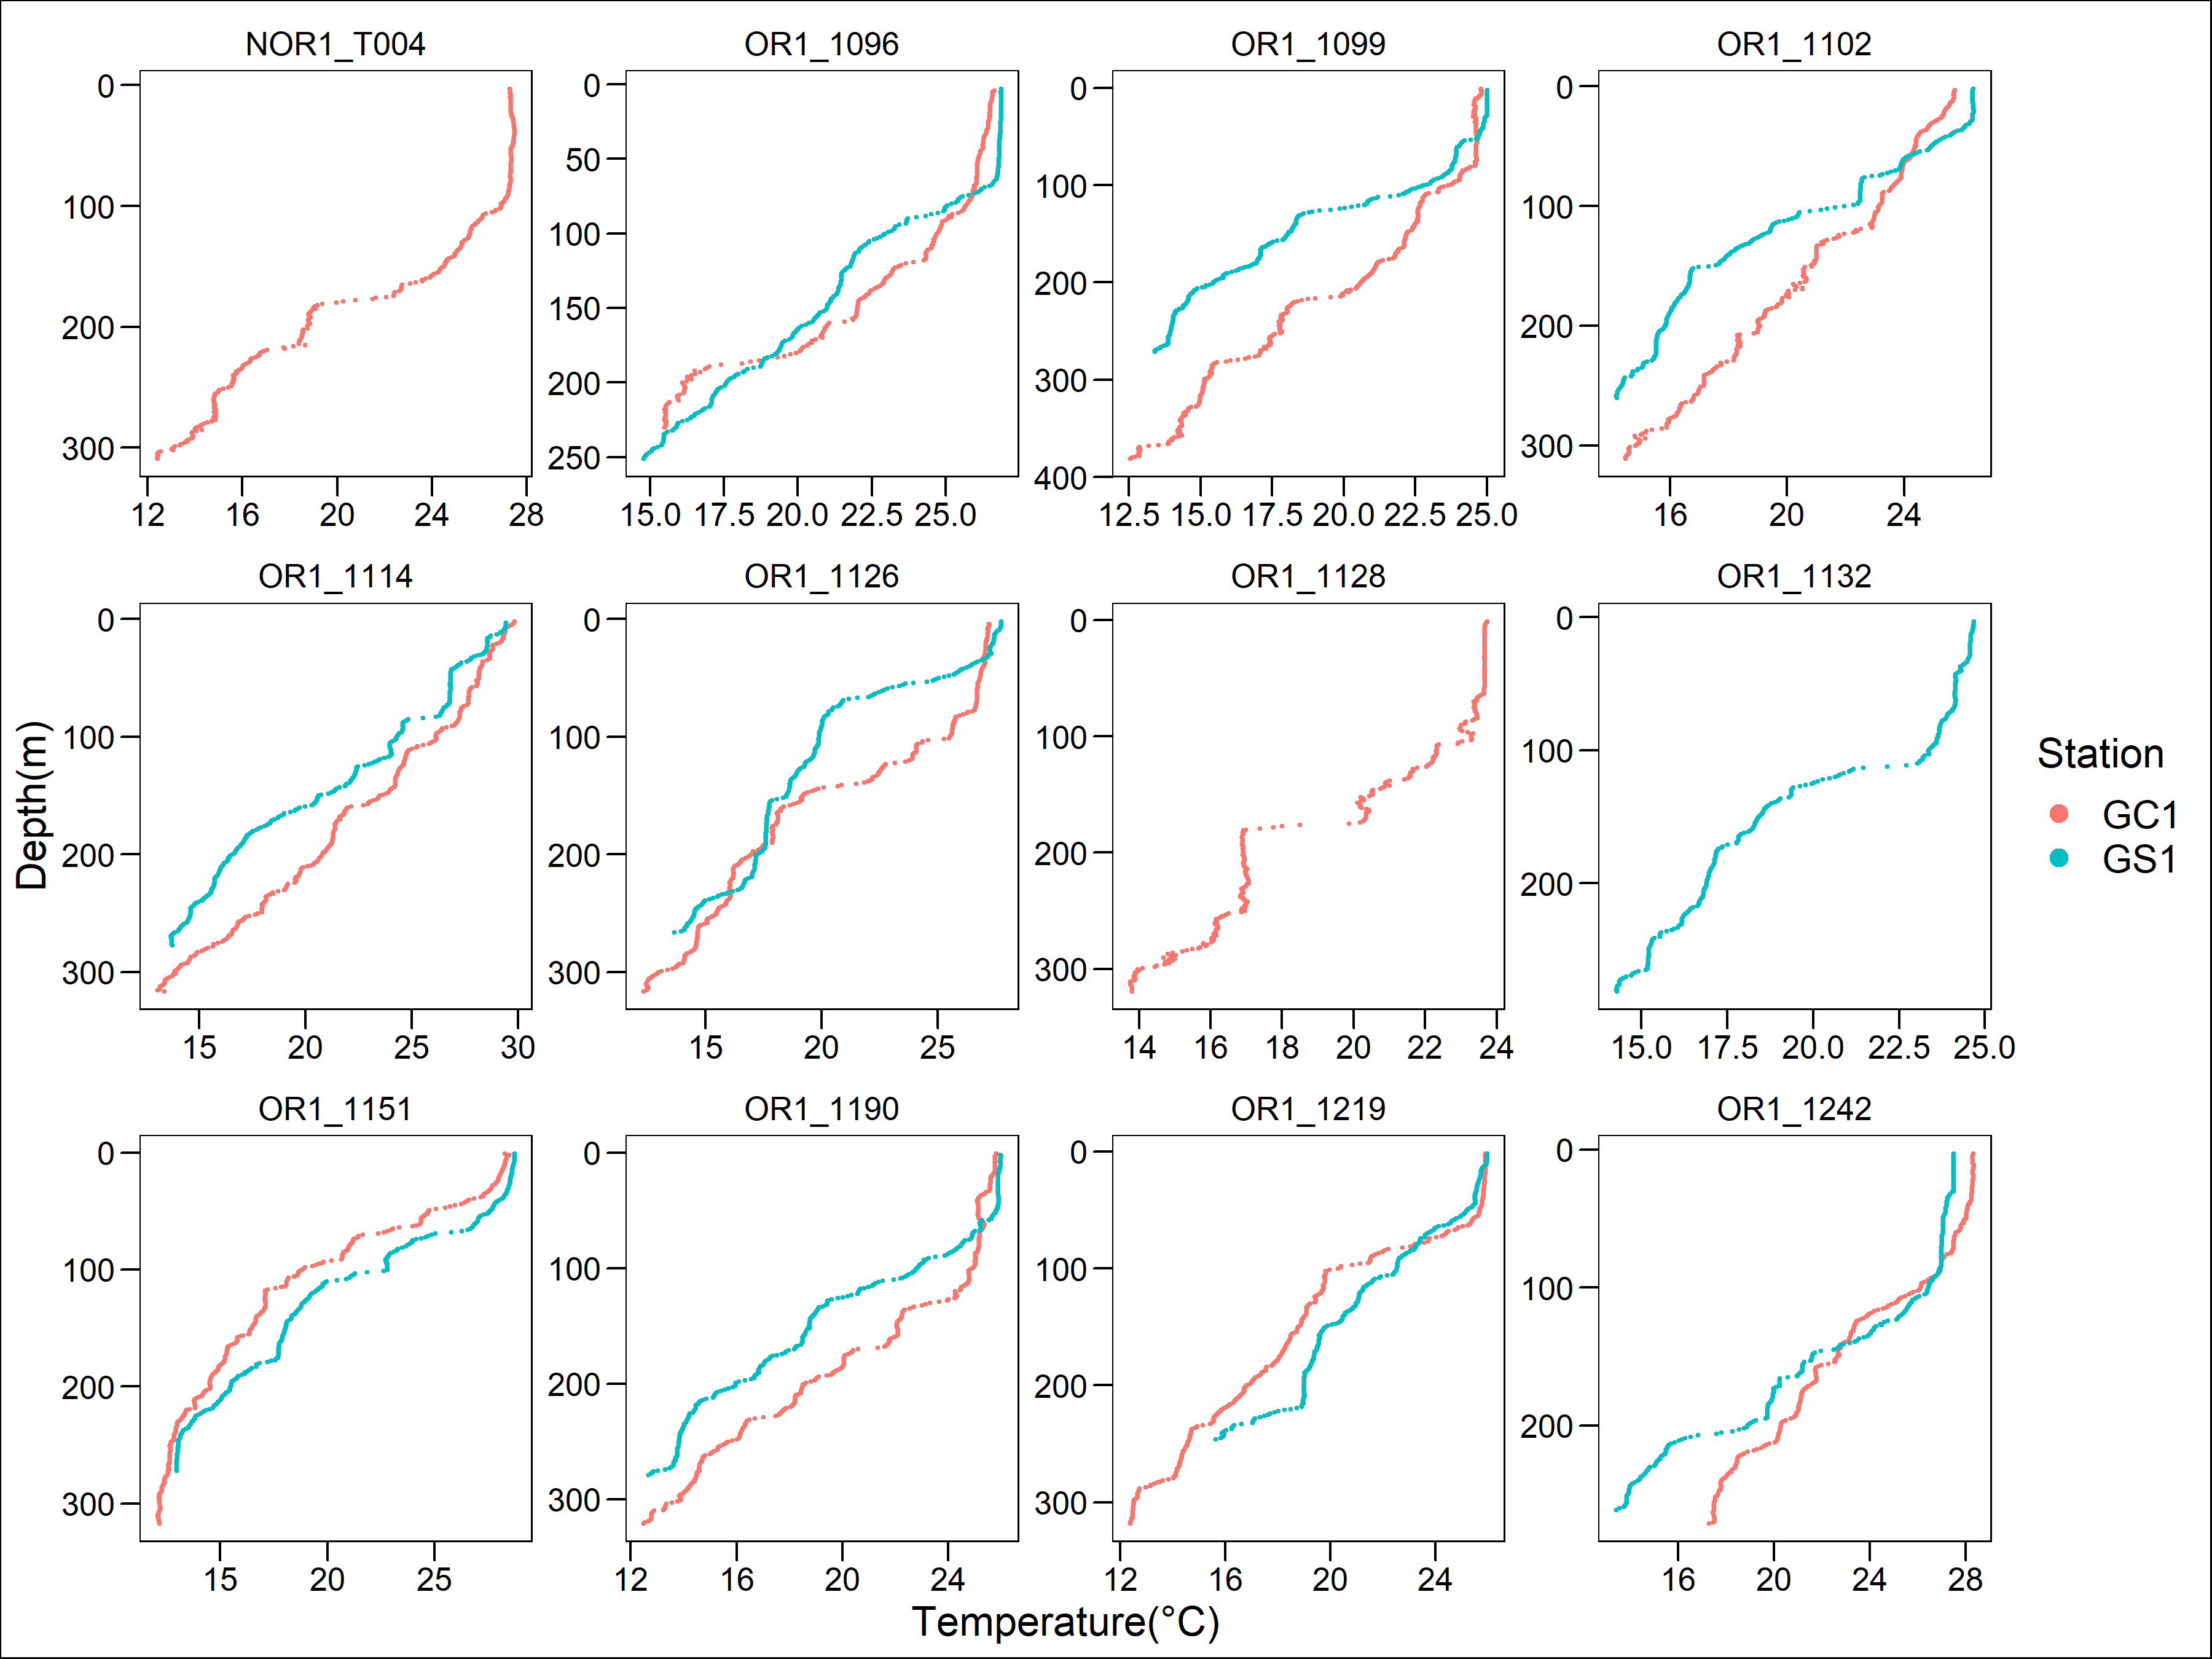 NOR1_T004 OR1_1096 OR1_1099 OR1_1102
0 0 0 0
50
100 100 100 100
150
200 200 200 200
300 250 300 400 300
12 16 20 24 28 15.0 17.5 20.0 22.5 25.0 12.5 15.0 17.5 20.0 22.5 25.0 16 20 24
OR1_1114 OR1_1126 OR1_1128 OR1_1132
0 0 0 0
100 100 100 100
200 200 200 200
300 300 300
15 20 25 30 15 20 25 14 16 18 20 22 24 15.0 17.5 20.0 22.5 25.0
OR1_1151 OR1_1190 OR1_1219 OR1_1242
0 0 0 0
100 100 100 100
200 200 200 200
300 300 300
15 20 25 12 16 20 24 12 16 20 24 16 20 24 28
Depth(m)
Temperature(°C)
Station
GC1
GS1